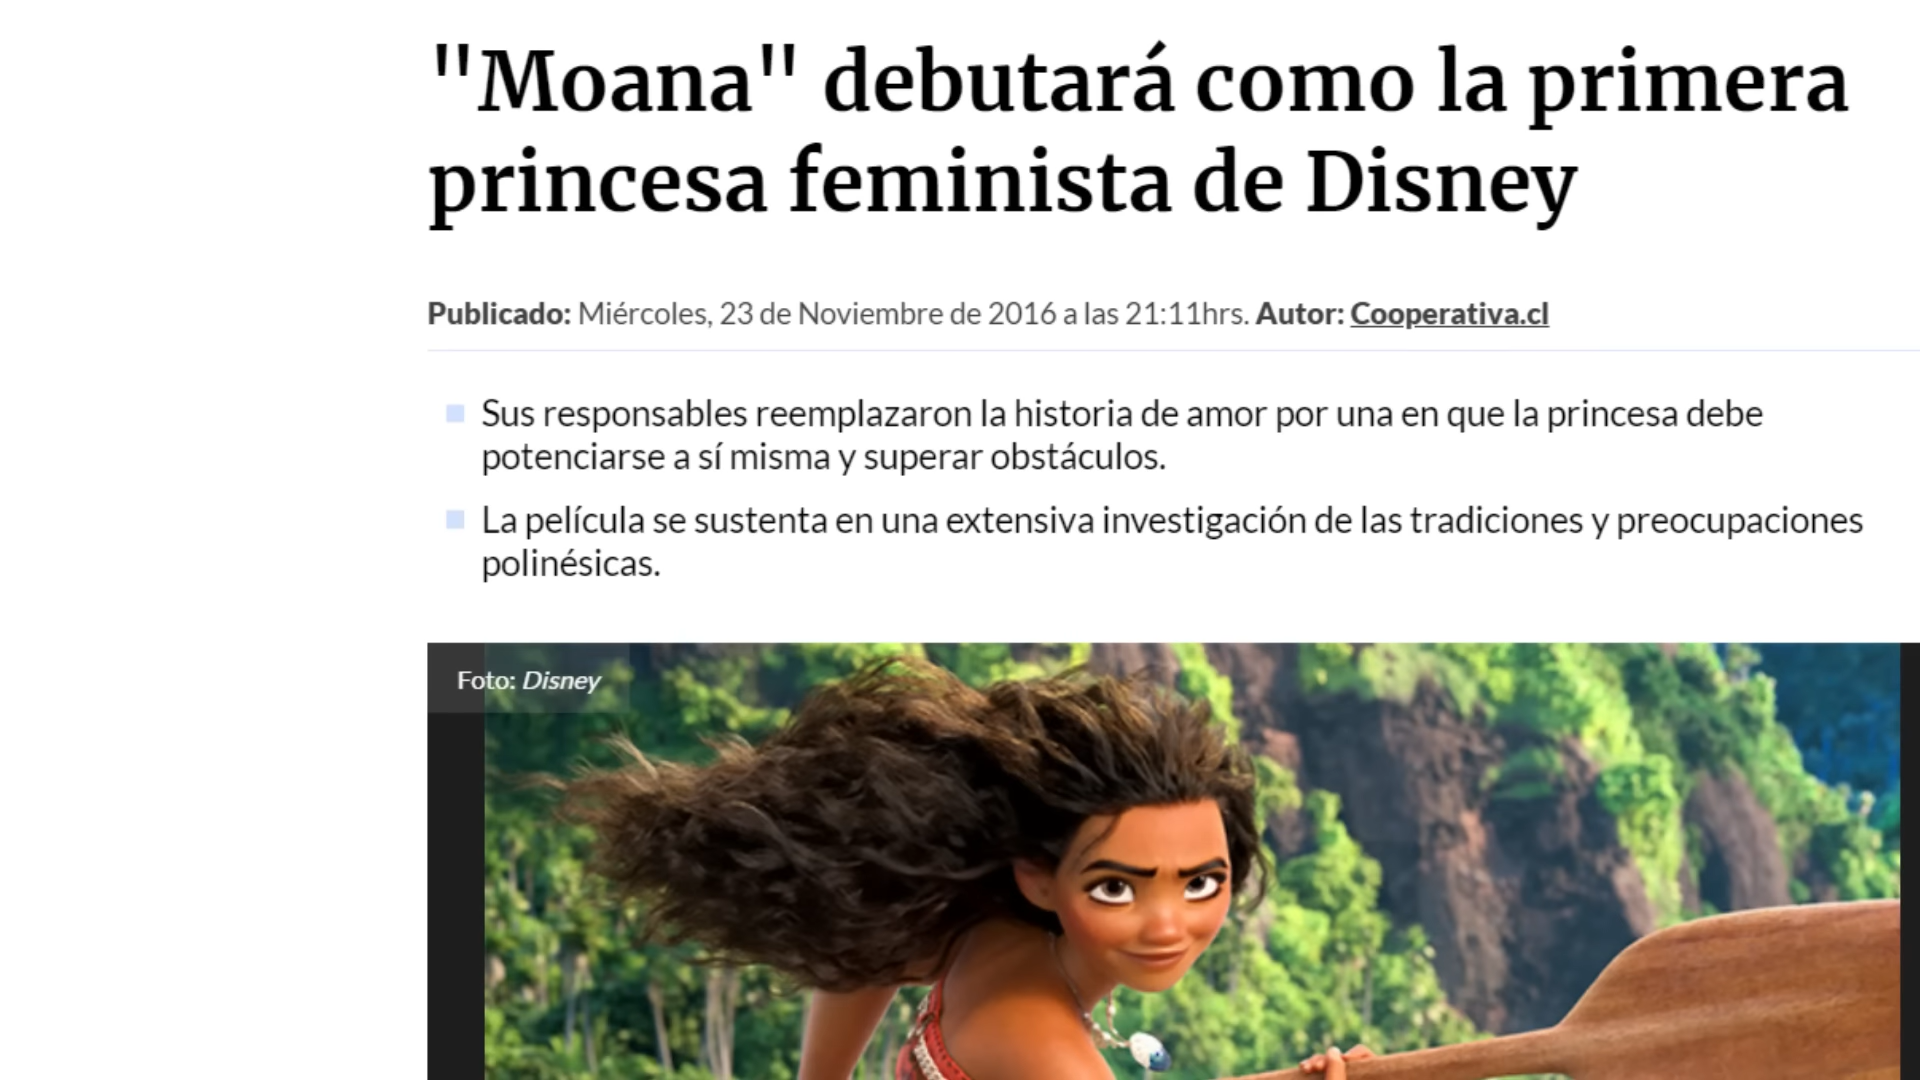 "Moana" debutará como la primera
princesa feminista de Disney
Publicado: Miércoles, 23 de Noviembre de 2016 a las 21:11hrs. Autor: Cooperativa.cl
Sus responsables reemplazaron la historia de amor por una en que la princesa debe
potenciarse a sí misma y superar obstáculos.
La película se sustenta en una extensiva investigación de las tradiciones y preocupaciones
polinésicas.
Foto: Disney